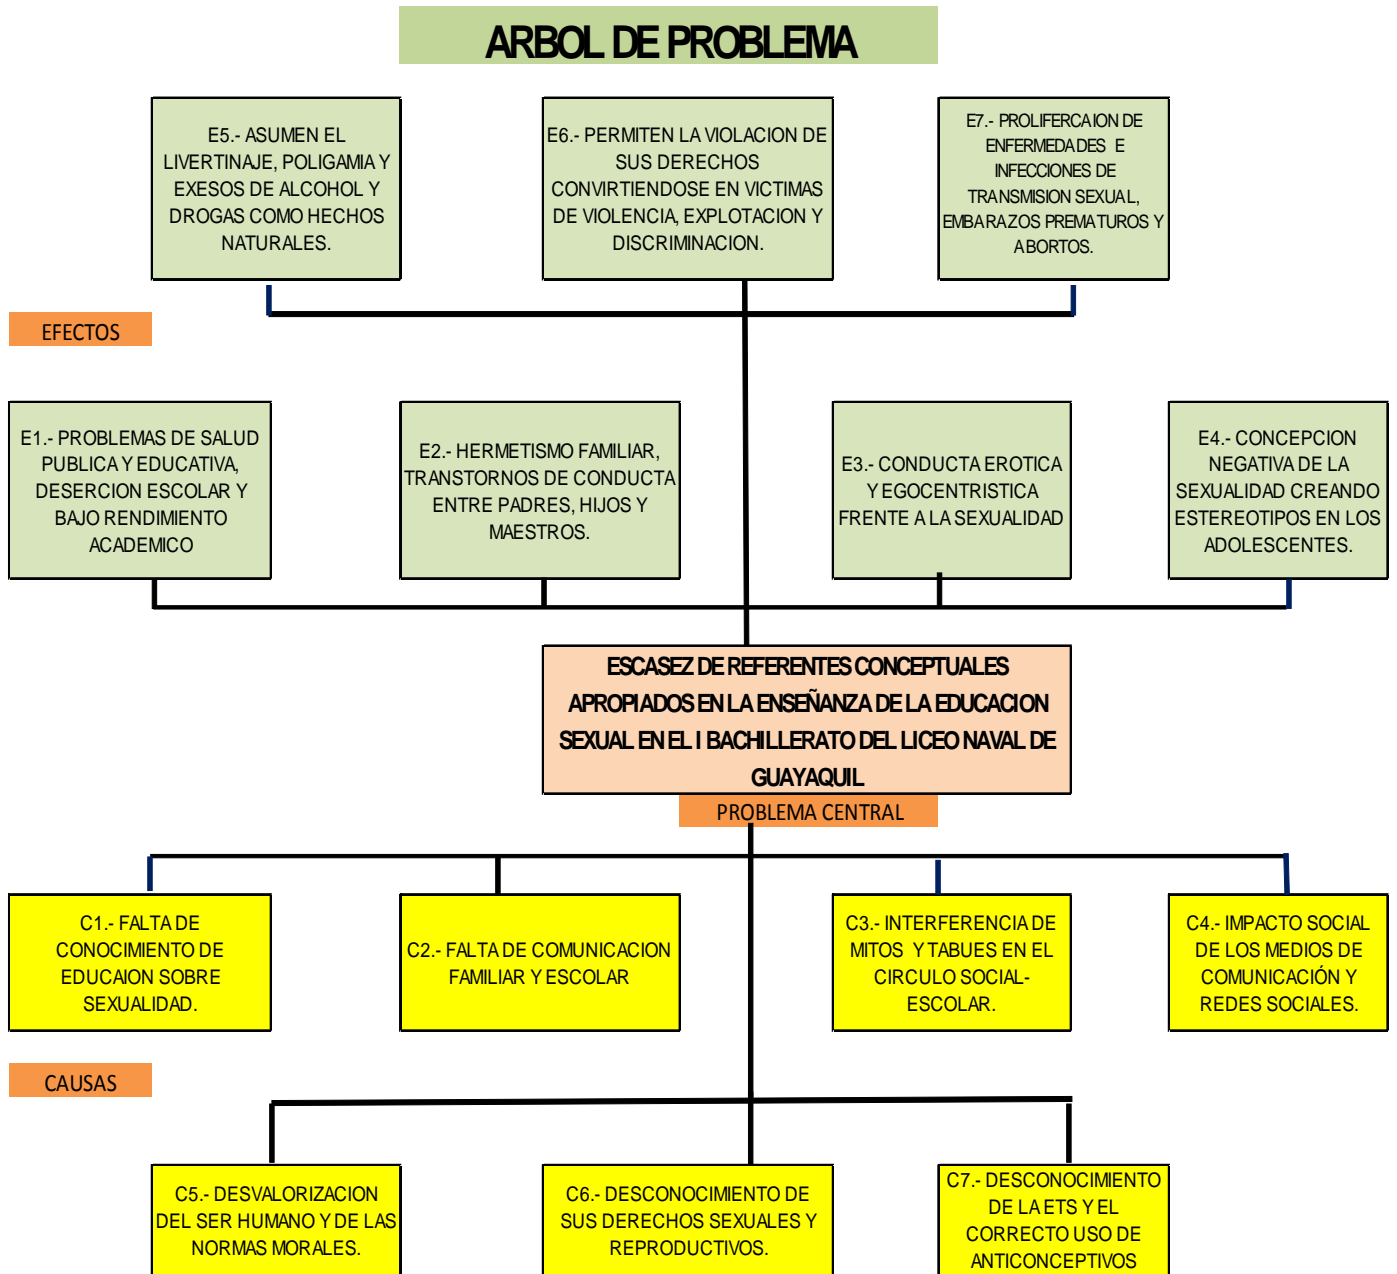 ARBOL DE PROBLEMA
E5.- ASUMEN EL
LIVERTINAJE, POLIGAMIA Y
EXESOS DE ALCOHOL Y
DROGAS COMO HECHOS
NATURALES.
E6.- PERMITEN LA VIOLACION DE
SUS DERECHOS
CONVIRTIENDOSE EN VICTIMAS
DE VIOLENCIA, EXPLOTACION Y
DISCRIMINACION.
E7.- PROLIFERCAION DE
ENFERMEDADES E
INFECCIONES DE
TRANSMISION SEXUAL,
EMBARAZOS PREMATUROS Y
ABORTOS.
EFECTOS
E1.- PROBLEMAS DE SALUD
PUBLICA Y EDUCATIVA,
DESERCION ESCOLAR Y
BAJO RENDIMIENTO
ACADEMICO
E2.- HERMETISMO FAMILIAR,
TRANSTORNOS DE CONDUCTA
ENTRE PADRES, HIJOS Y
MAESTROS.
E3.- CONDUCTA EROTICA
Y EGOCENTRISTICA
FRENTE A LA SEXUALIDAD
E4.- CONCEPCION
NEGATIVA DE LA
SEXUALIDAD CREANDO
ESTEREOTIPOS EN LOS
ADOLESCENTES.
ESCASEZ DE REFERENTES CONCEPTUALES
APROPIADOS EN LA ENSEÑANZA DE LA EDUCACION
SEXUAL EN EL I BACHILLERATO DEL LICEO NAVAL DE
GUAYAQUIL
PROBLEMA CENTRAL
C1.- FALTA DE
CONOCIMIENTO DE
EDUCAION SOBRE
SEXUALIDAD.
C2.- FALTA DE COMUNICACION
FAMILIAR Y ESCOLAR
C3.- INTERFERENCIA DE
MITOS Y TABUES EN EL
CIRCULO SOCIAL-
ESCOLAR.
C4.- IMPACTO SOCIAL
DE LOS MEDIOS DE
COMUNICACIÓN Y
REDES SOCIALES.
CAUSAS
C5.- DESVALORIZACION
DEL SER HUMANO Y DE LAS
NORMAS MORALES.
C6.- DESCONOCIMIENTO DE
SUS DERECHOS SEXUALES Y
REPRODUCTIVOS.
C7.- DESCONOCIMIENTO
DE LA ETS Y EL
CORRECTO USO DE
ANTICONCEPTIVOS